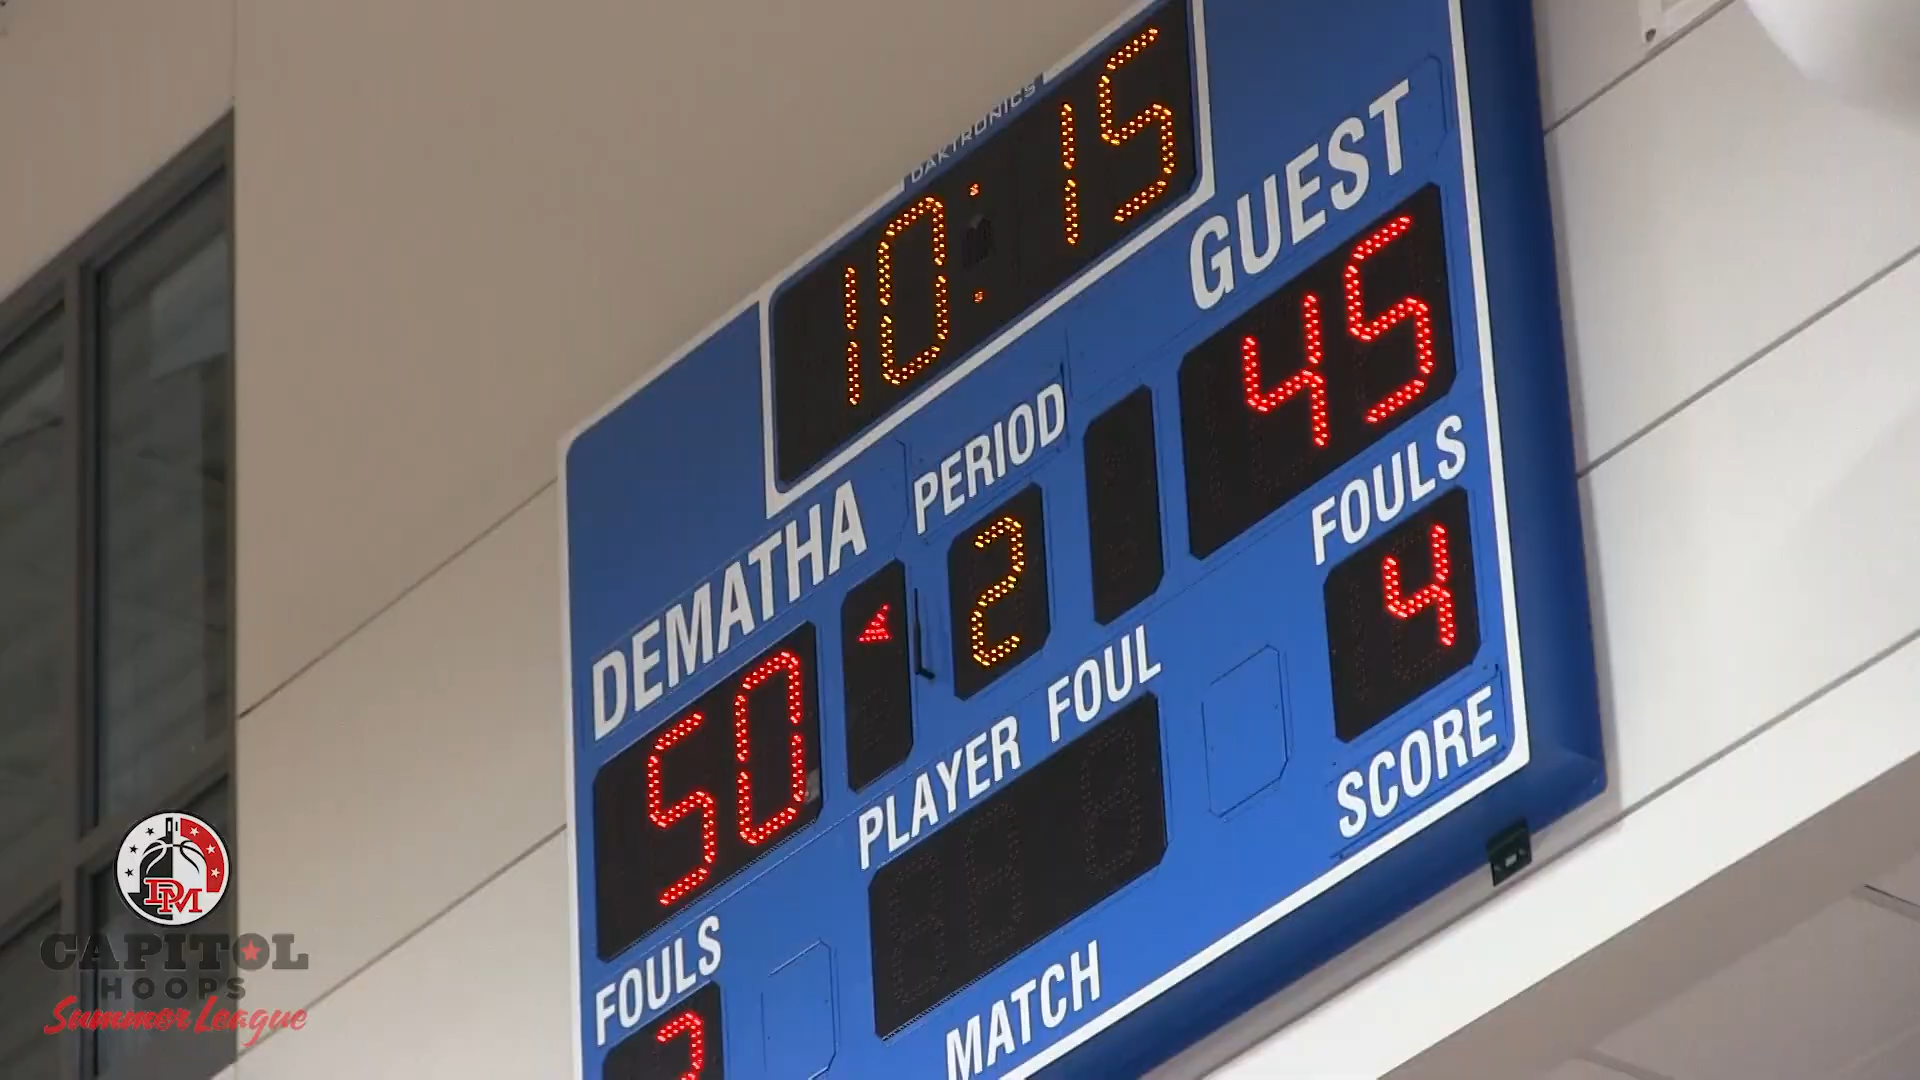 DAKTRONICS
10:15
GUEST
45
PERIOD
2
DEMATHA
50
FOULS
4
PLAYER FOUL
SCORE
FOULS
MATCH
DM
CAPITOL
HOOPS
Summer League